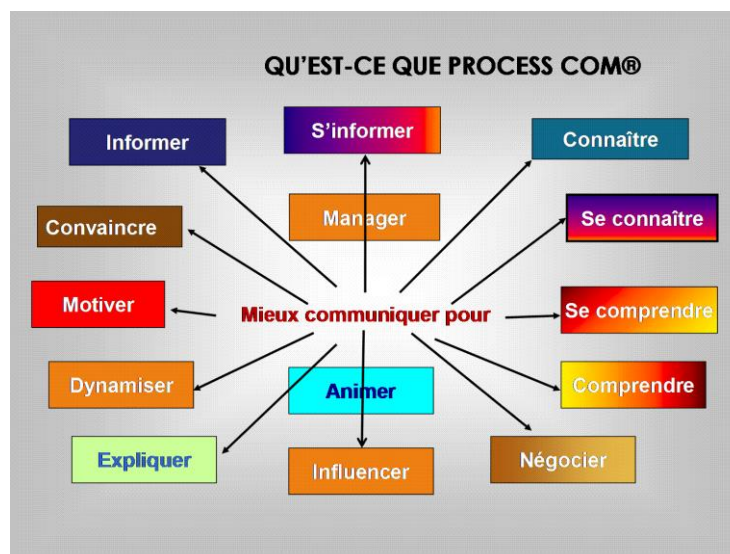 QU'EST-CE QUE PROCESS COM®
S'informer
Informer
Connaître
Manager
Convaincre
Se connaître
Motiver
Mieux communiquer pour
Se comprendre
Dynamiser
Animer
Comprendre
Expliquer
Influencer
Négocier